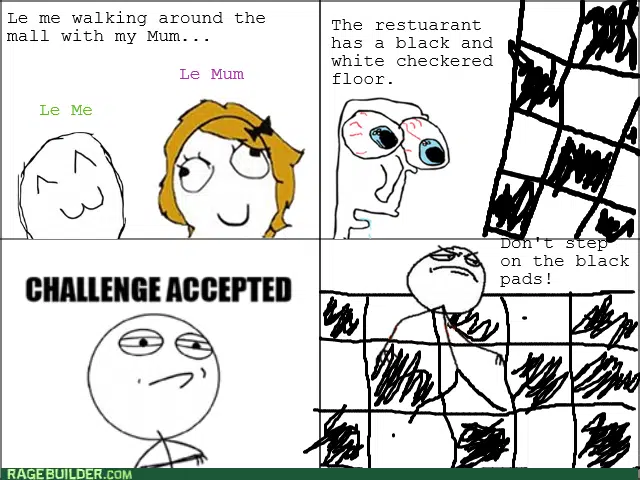 Le me walking around the
mall with my Mum...
Le Mum
Le Me
The restuarant
has a black and
white checkered
floor.
CHALLENGE ACCEPTED
Don't step
on the black
pads!
RAGEBUILDER.COM